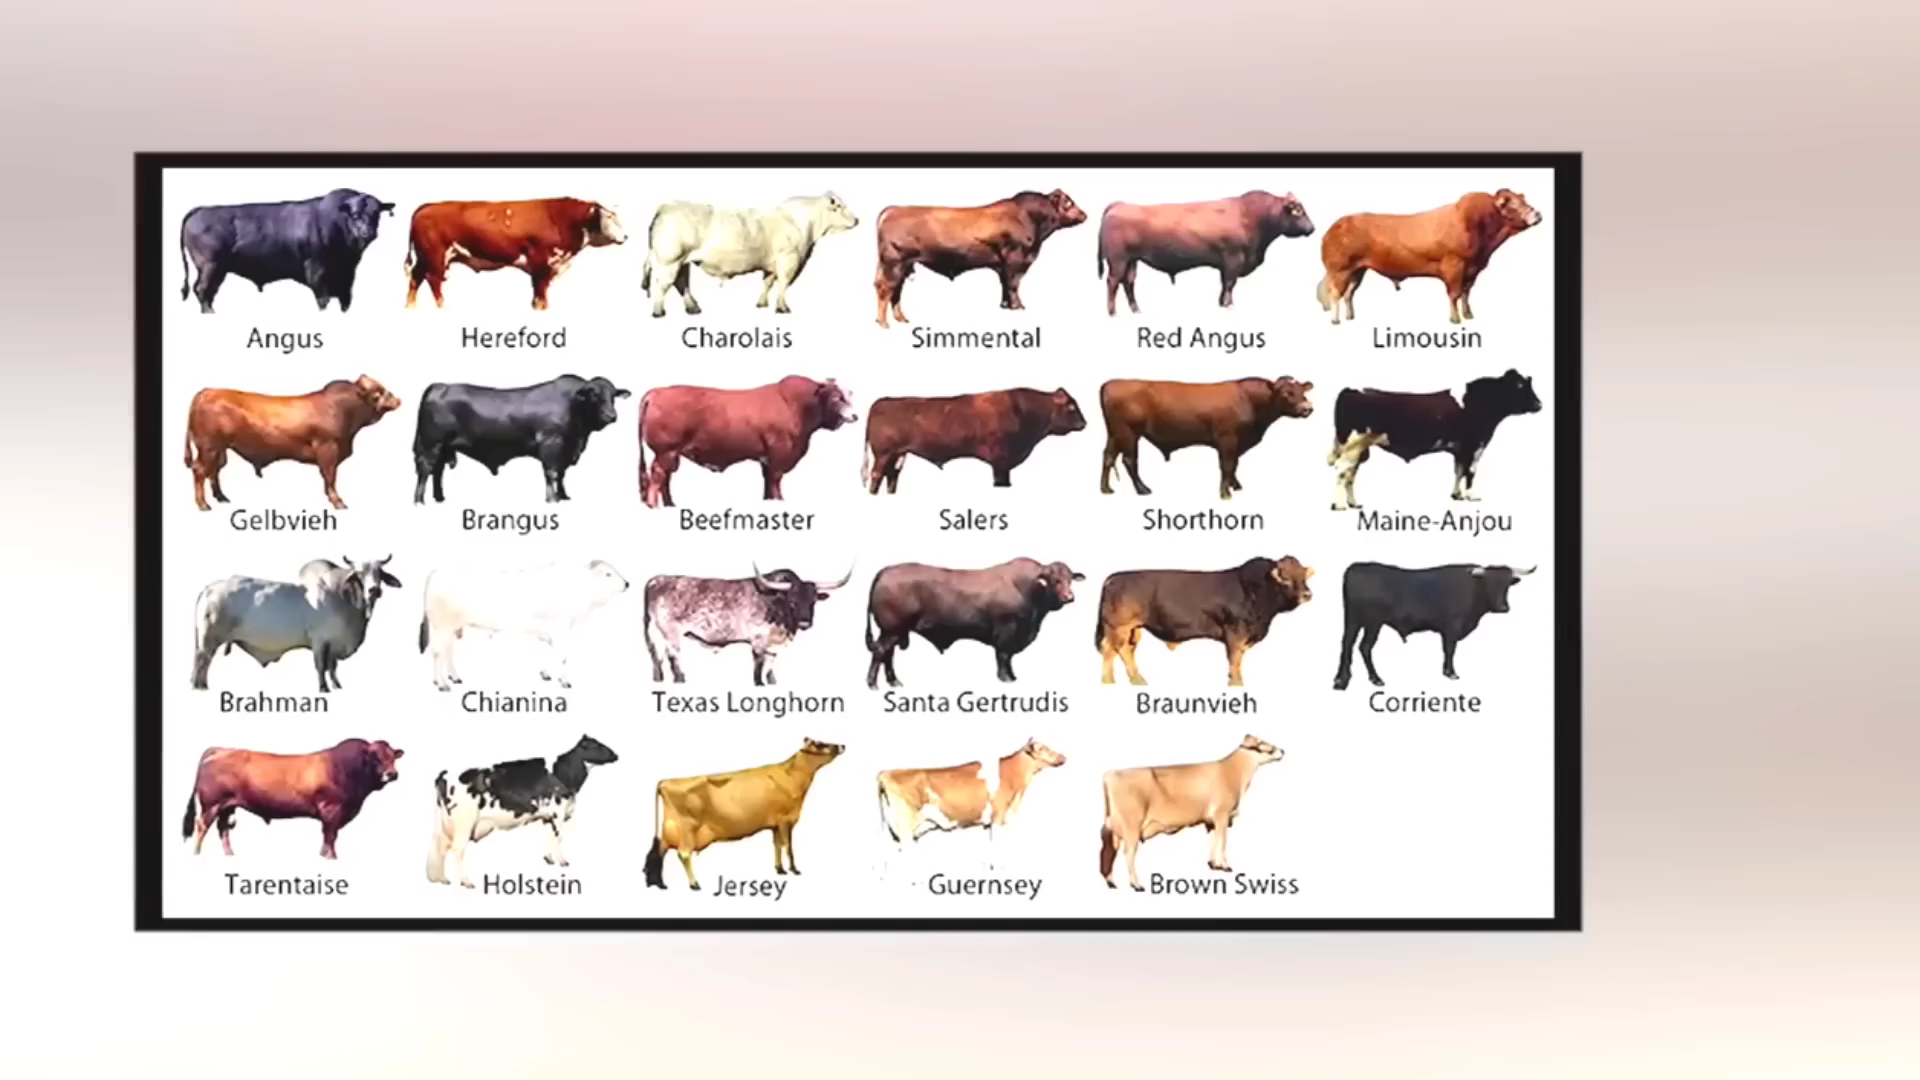 Angus Hereford Charolais Simmental Red Angus Limousin
Gelbvieh Brangus Beefmaster Salers Shorthorn Maine-Anjou
Brahman Chianina Texas Longhorn Santa Gertrudis Braunvieh Corriente
Tarentaise Holstein Jersey Guernsey Brown Swiss